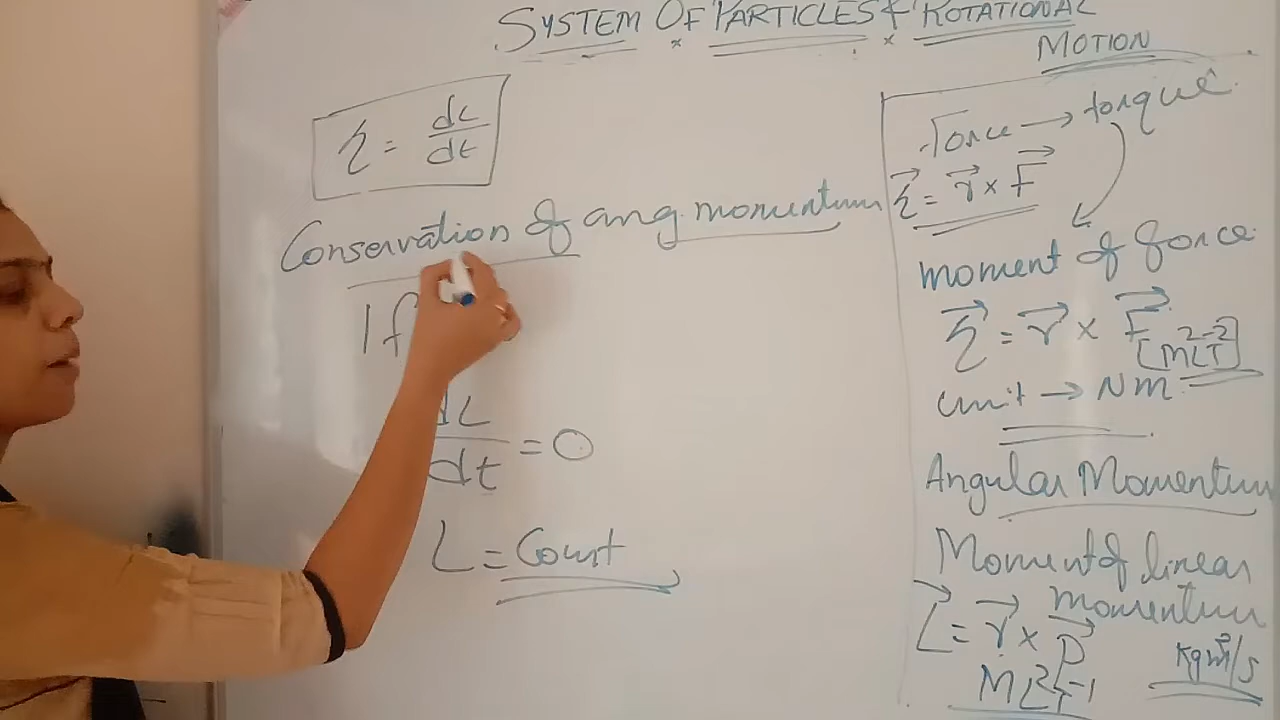 SYSTEM OF PARTICLES & ROTATIONAL
MOTION
τ = dL/dt
Conservation of ang. momentum
If
dL/dt = 0
L = Const
Force → torque
τ = r × F
moment of force
τ = r × F
[ML²T⁻²]
unit → Nm
Angular Momentum
Moment of linear
momentum
L = r × p
ML²T⁻¹
kgm²/s